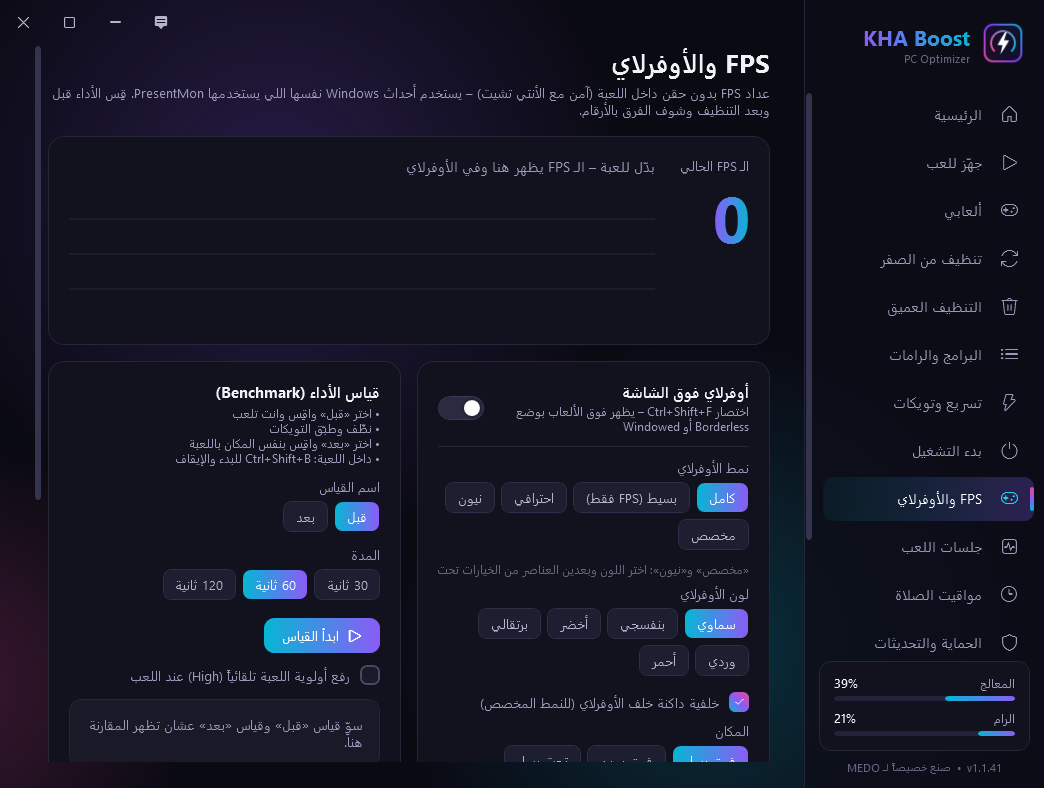 KHA Boost
PC Optimizer
الرئيسية
جهّز للعب
ألعابي
تنظيف من الصفر
التنظيف العميق
البرامج والرامات
تسريع وتويكات
بدء التشغيل
FPS والأوفرلاي
جلسات اللعب
مواقيت الصلاة
الحماية والتحديثات
المعالج 39%
الرام 21%
v1.1.41 • صنع خصيصاً لـ MEDO
FPS والأوفرلاي
عداد FPS بدون حقن داخل اللعبة (آمن مع الأنتي تشيت) – يستخدم أحداث Windows نفسها اللي يستخدمها PresentMon. قِس الأداء قبل
وبعد التنظيف وشوف الفرق بالأرقام.
الـ FPS الحالي
بدّل للعبة – الـ FPS يظهر هنا وفي الأوفرلاي
0
أوفرلاي فوق الشاشة
اختصار Ctrl+Shift+F – يظهر فوق الألعاب بوضع
Borderless أو Windowed
نمط الأوفرلاي
كامل
بسيط (FPS فقط)
احترافي
نيون
مخصص
«مخصص» و«نيون»: اختر اللون وبعدين العناصر من الخيارات تحت
لون الأوفرلاي
سماوي
بنفسجي
أخضر
برتقالي
وردي
أحمر
خلفية داكنة خلف الأوفرلاي (للنمط المخصص)
المكان
قياس الأداء (Benchmark)
• اختر «قبل» واقِس وانت تلعب
• نظّف وطبّق التويكات
• اختر «بعد» واقِس بنفس المكان باللعبة
• داخل اللعبة: Ctrl+Shift+B للبدء والإيقاف
اسم القياس
قبل
بعد
المدة
30 ثانية
60 ثانية
120 ثانية
ابدأ القياس
رفع أولوية اللعبة تلقائياً (High) عند اللعب
سوّ قياس «قبل» وقياس «بعد» عشان تظهر المقارنة
هنا.